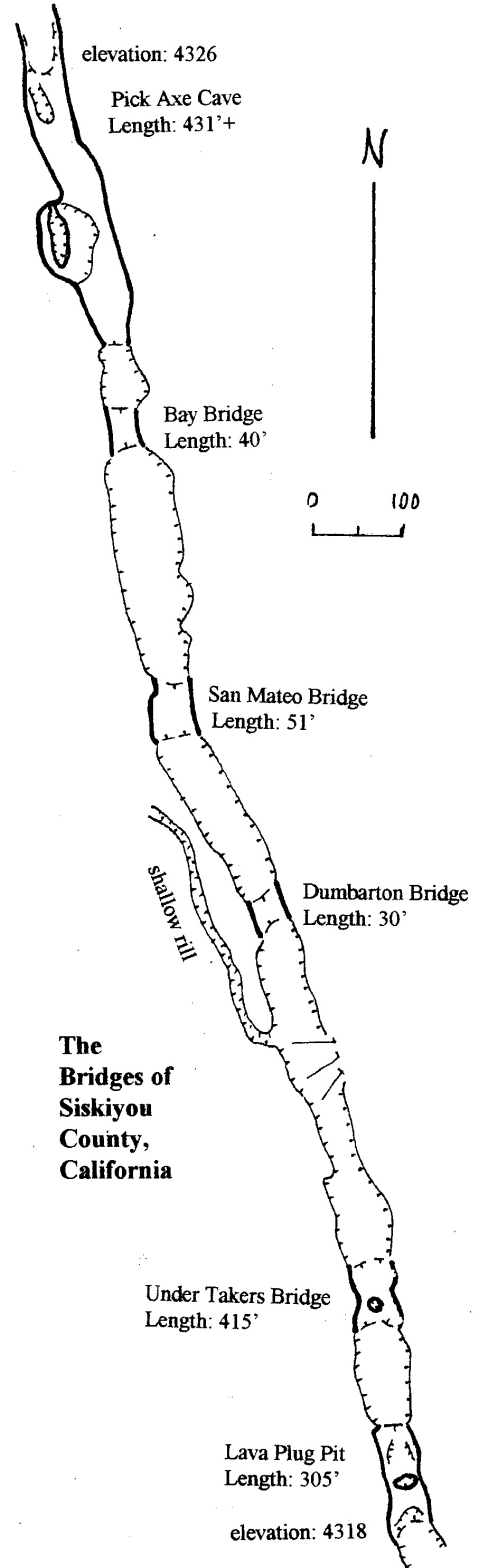 elevation: 4326
Pick Axe Cave
Length: 431'+
N
Bay Bridge
Length: 40'
0 100
San Mateo Bridge
Length: 51'
shallow rill
Dumbarton Bridge
Length: 30'
The
Bridges of
Siskiyou
County,
California
Under Takers Bridge
Length: 415'
Lava Plug Pit
Length: 305'
elevation: 4318